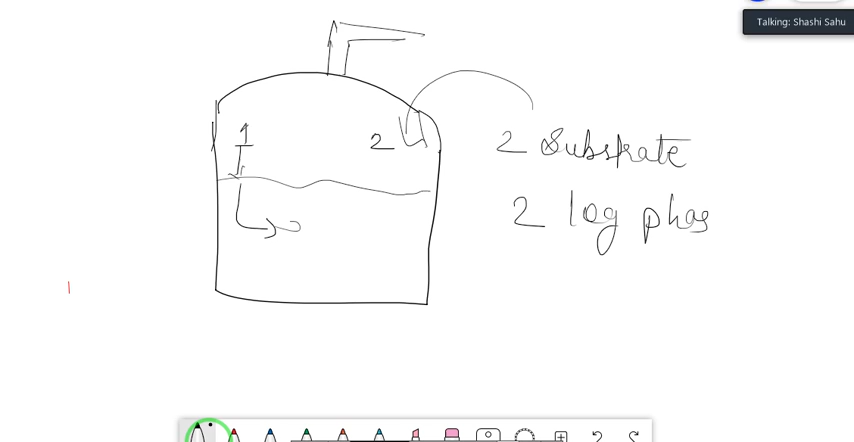 Talking: Shashi Sahu
1
2
2 Substrate
2 log phas